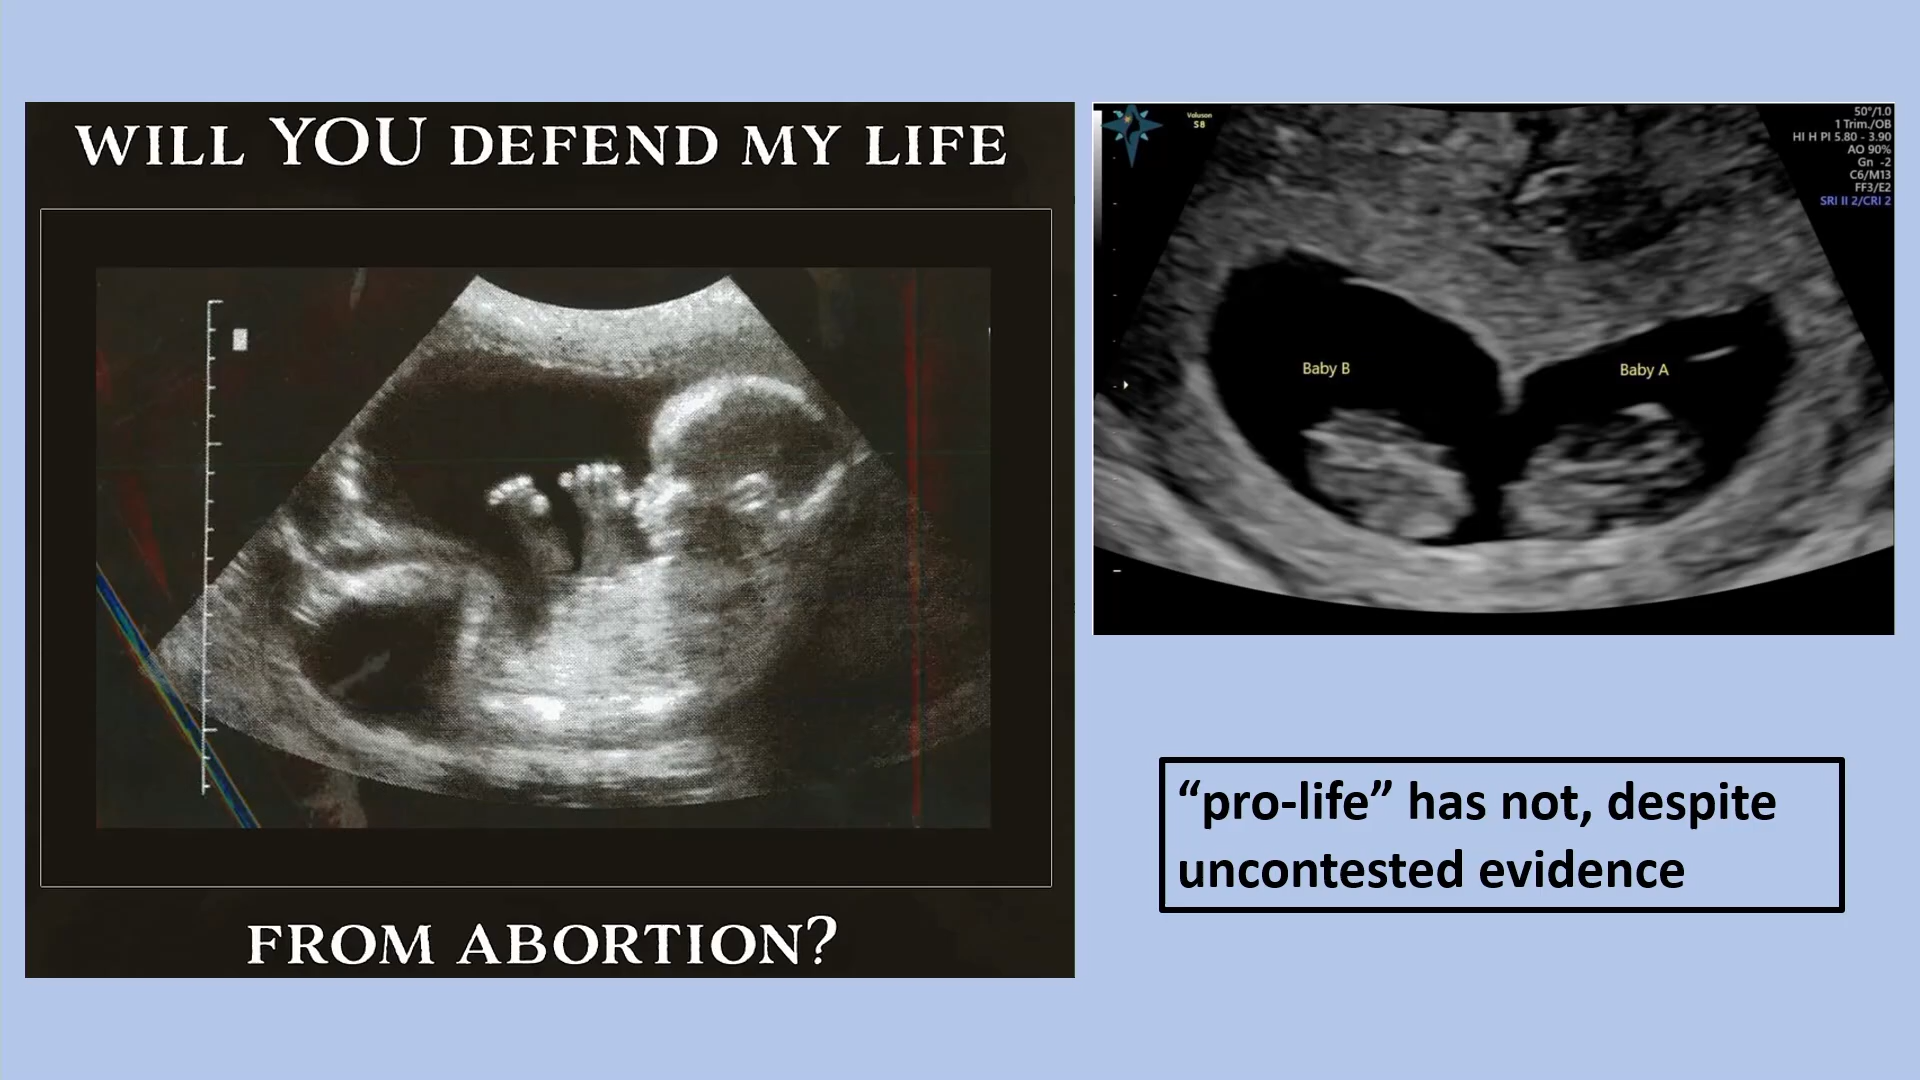 WILL YOU DEFEND MY LIFE
FROM ABORTION?
Voluson
S8
50°/1.0
1 Trim./OB
HI H PI 5.80 - 3.90
AO 90%
Gn -2
C6/M13
FF3/E2
SRI II 2/CRI 2
Baby B
Baby A
“pro-life” has not, despite
uncontested evidence